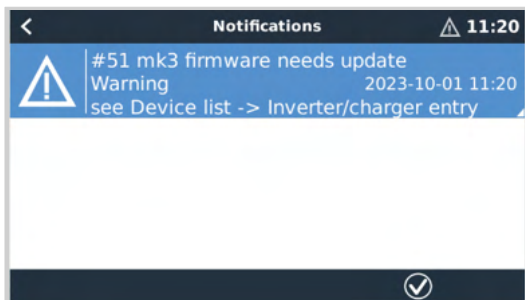 Notifications 11:20
#51 mk3 firmware needs update
Warning 2023-10-01 11:20
see Device list -> Inverter/charger entry